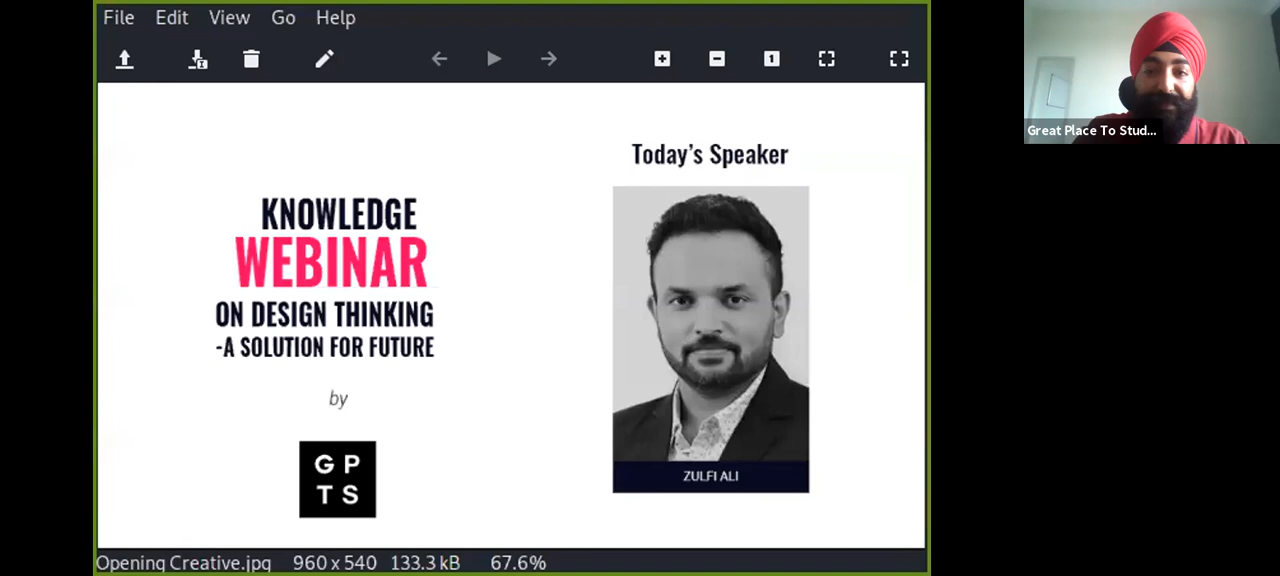 File Edit View Go Help
1
KNOWLEDGE
WEBINAR
ON DESIGN THINKING
-A SOLUTION FOR FUTURE
by
G P
T S
Today's Speaker
ZULFI ALI
Opening Creative.jpg 960 x 540 133.3 kB 67.6%
Great Place To Stud...